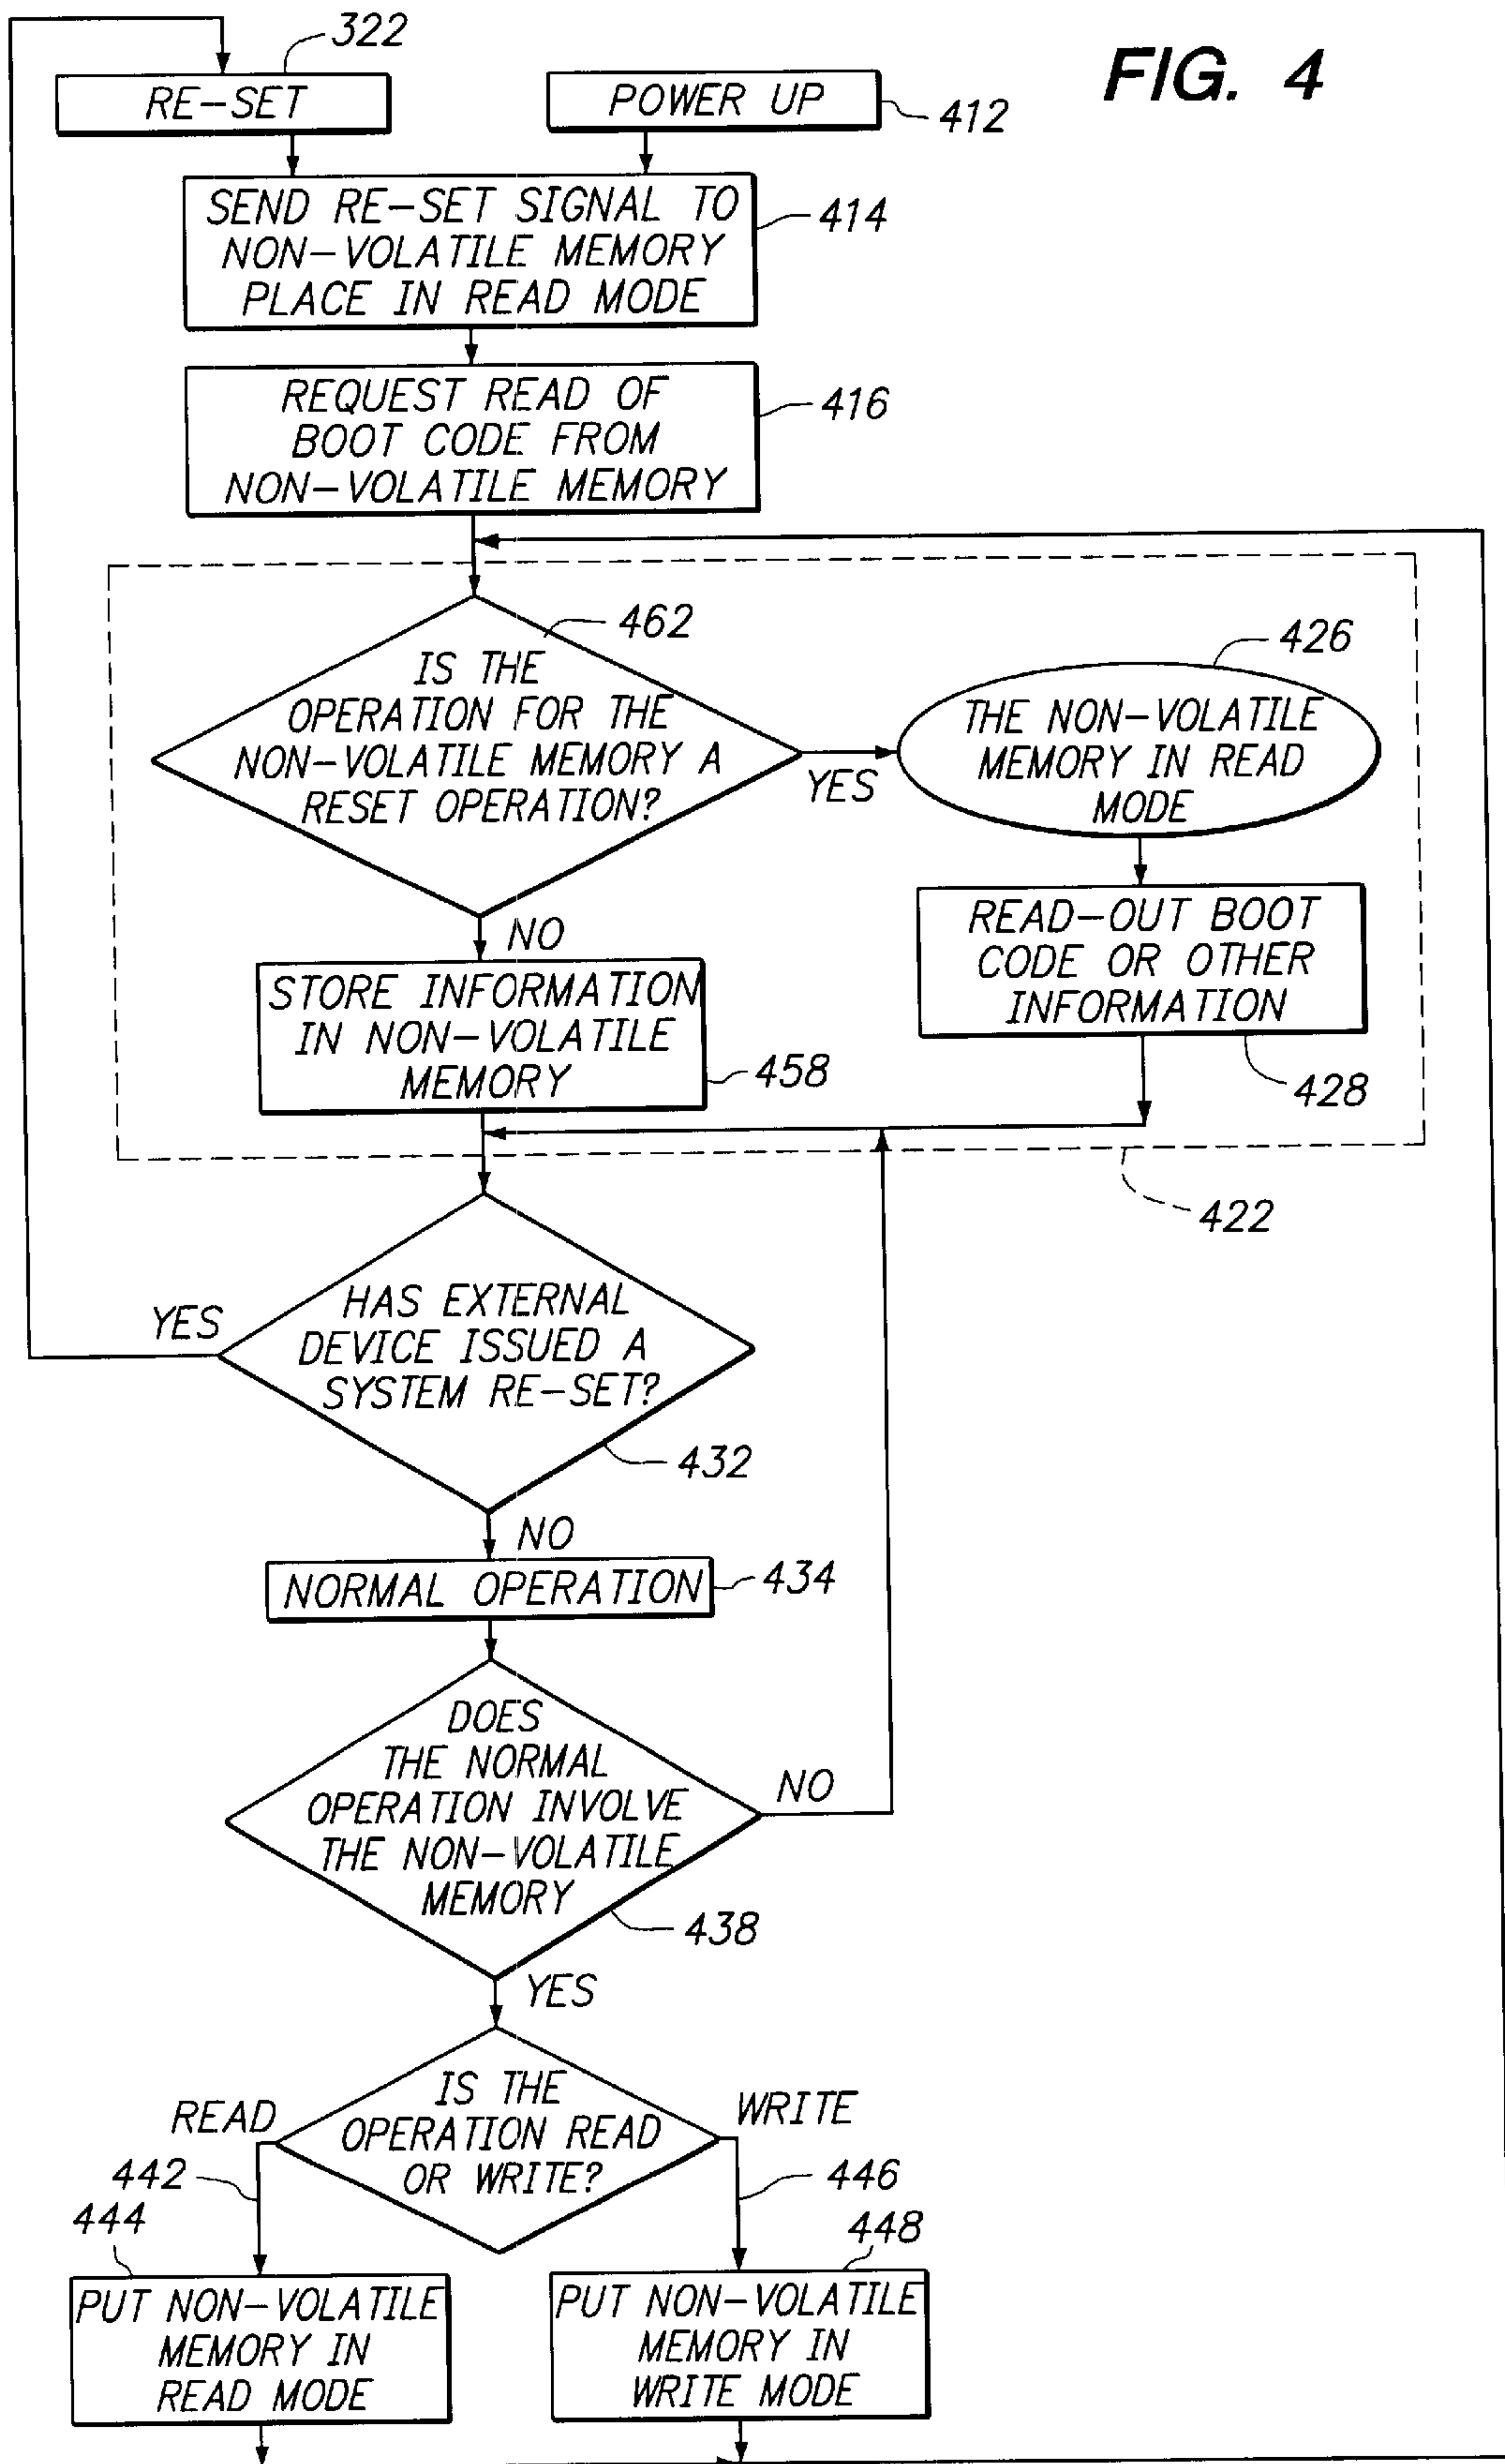 FIG. 4
322
RE-SET
POWER UP
412
SEND RE-SET SIGNAL TO
NON-VOLATILE MEMORY
PLACE IN READ MODE
414
REQUEST READ OF
BOOT CODE FROM
NON-VOLATILE MEMORY
416
462
IS THE
OPERATION FOR THE
NON-VOLATILE MEMORY A
RESET OPERATION?
YES
426
THE NON-VOLATILE
MEMORY IN READ
MODE
NO
READ-OUT BOOT
CODE OR OTHER
INFORMATION
428
STORE INFORMATION
IN NON-VOLATILE
MEMORY
458
422
HAS EXTERNAL
DEVICE ISSUED A
SYSTEM RE-SET?
YES
432
NO
NORMAL OPERATION
434
DOES
THE NORMAL
OPERATION INVOLVE
THE NON-VOLATILE
MEMORY
NO
438
YES
IS THE
OPERATION READ
OR WRITE?
READ
WRITE
442
446
444
448
PUT NON-VOLATILE
MEMORY IN
READ MODE
PUT NON-VOLATILE
MEMORY IN
WRITE MODE